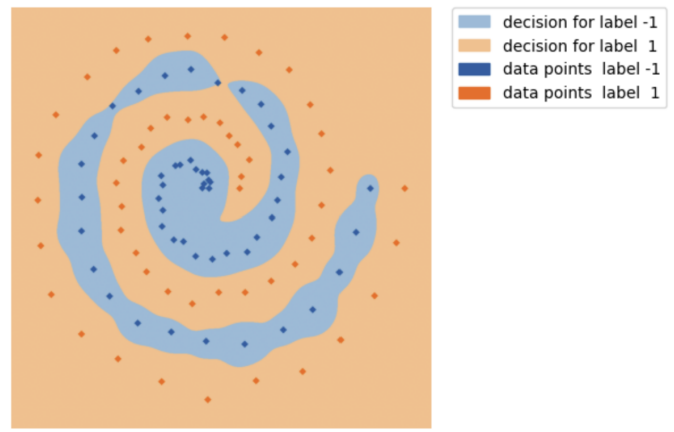 decision for label -1
decision for label  1
data points  label -1
data points  label  1